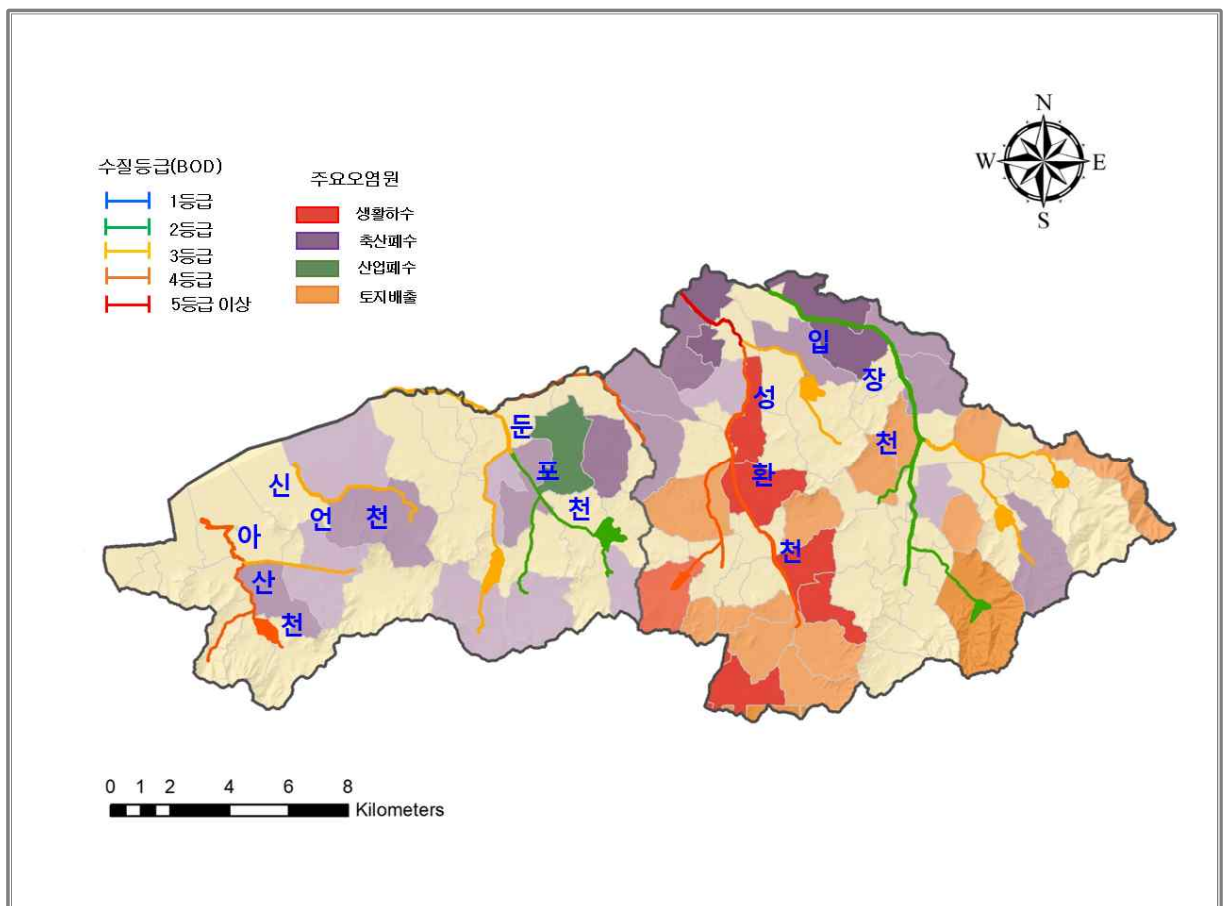 수질등급(BOD)
1등급
2등급
3등급
4등급
5등급 이상
주요오염원
생활하수
축산폐수
산업폐수
토지배출
N
W E
S
입장천
성환천
둔포천
신언천
아산천
0 1 2 4 6 8
Kilometers